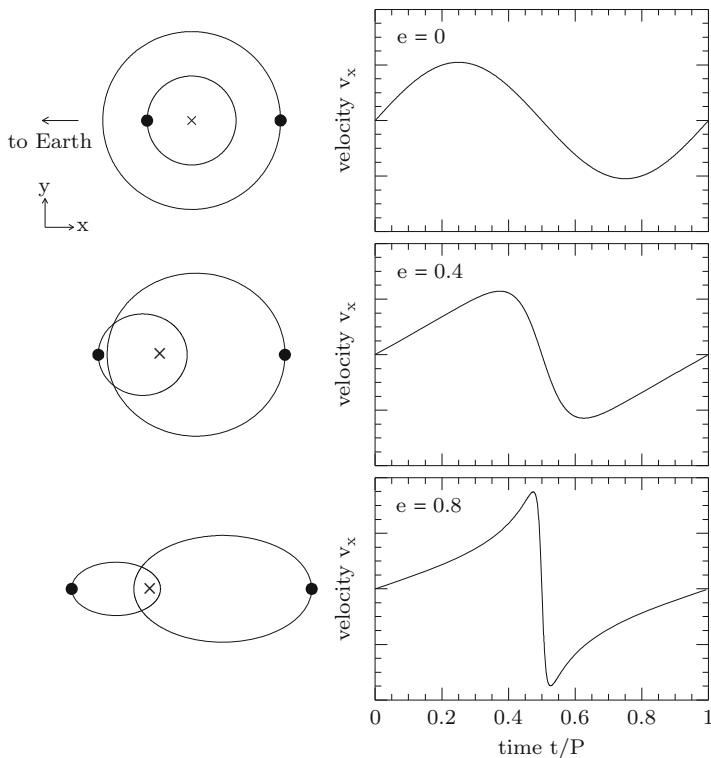 e = 0
velocity v_x
to Earth
y
x
e = 0.4
velocity v_x
e = 0.8
velocity v_x
0 0.2 0.4 0.6 0.8 1
time t/P